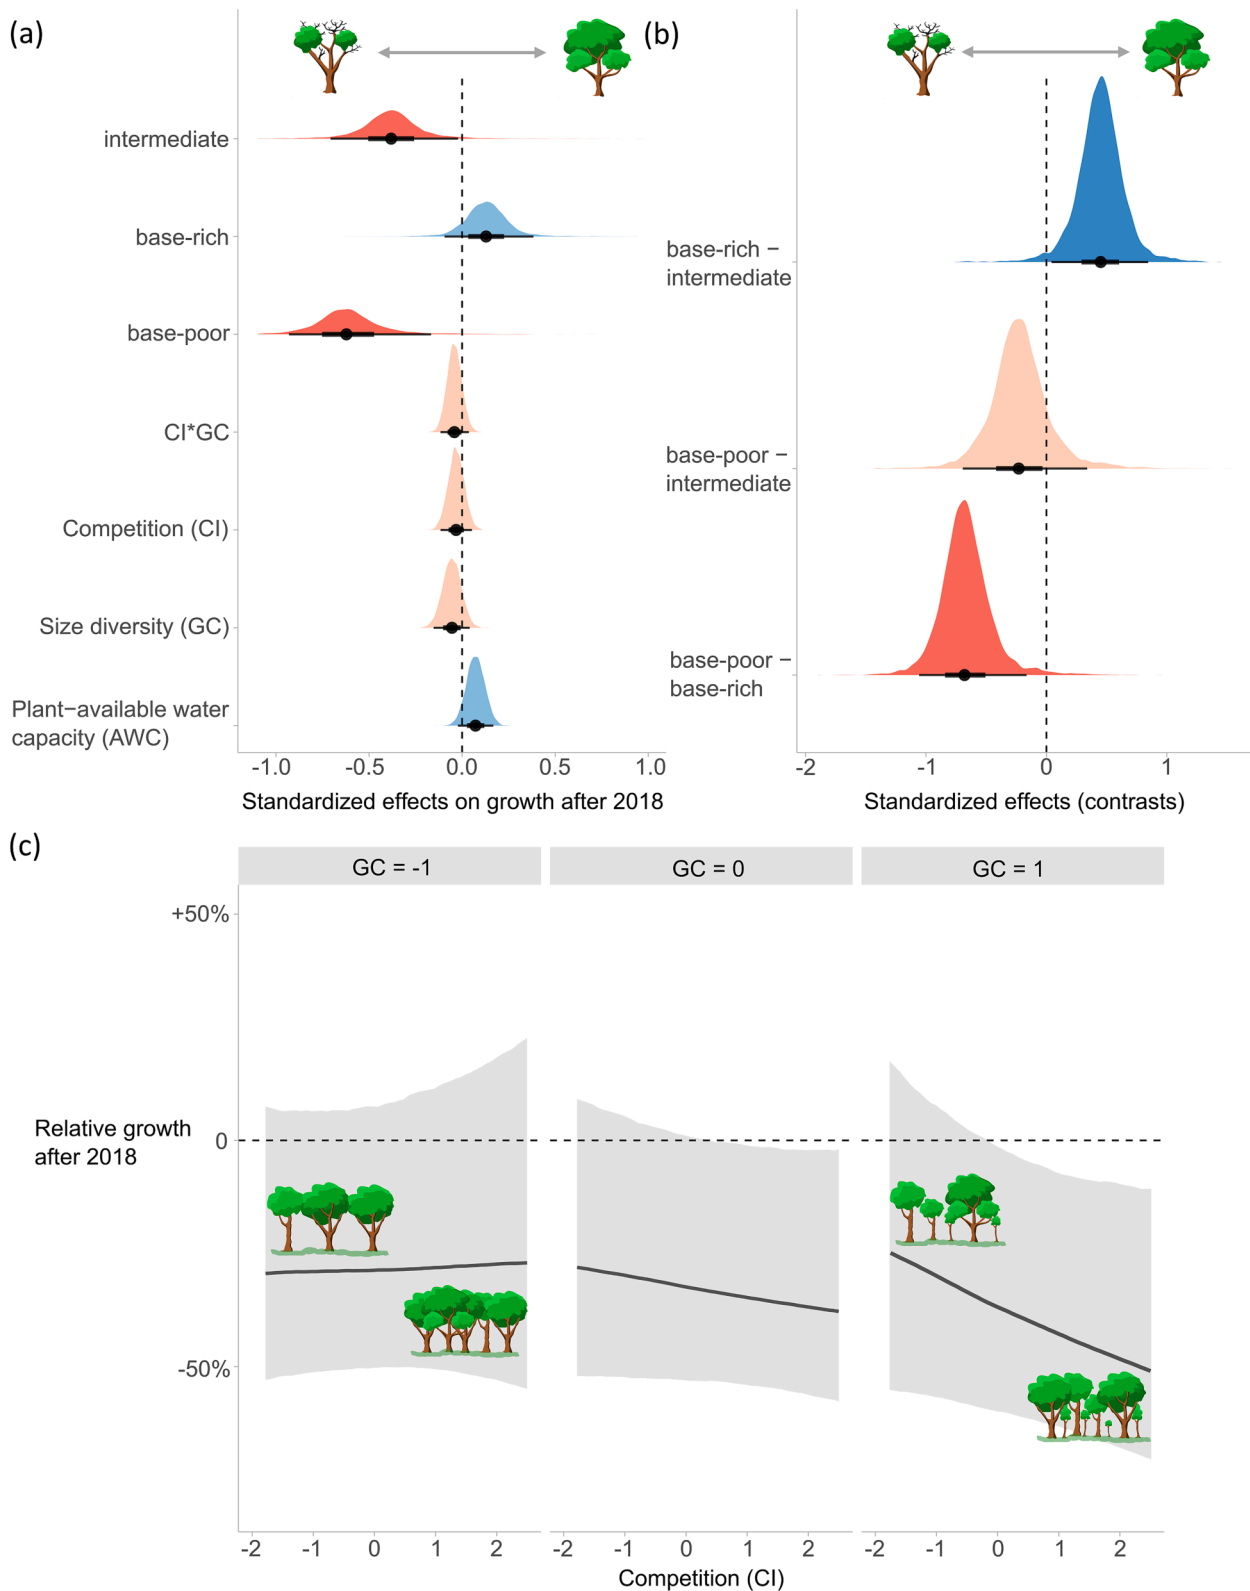 (a)
intermediate
base-rich
base-poor
CI*GC
Competition (CI)
Size diversity (GC)
Plant−available water
capacity (AWC)
-1.0 -0.5 0.0 0.5 1.0
Standardized effects on growth after 2018
(b)
base-rich −
intermediate
base-poor −
intermediate
base-poor −
base-rich
-2 -1 0 1
Standardized effects (contrasts)
(c)
GC = -1 GC = 0 GC = 1
+50%
Relative growth
after 2018
0
-50%
-2 -1 0 1 2 -2 -1 0 1 2 -2 -1 0 1 2
Competition (CI)